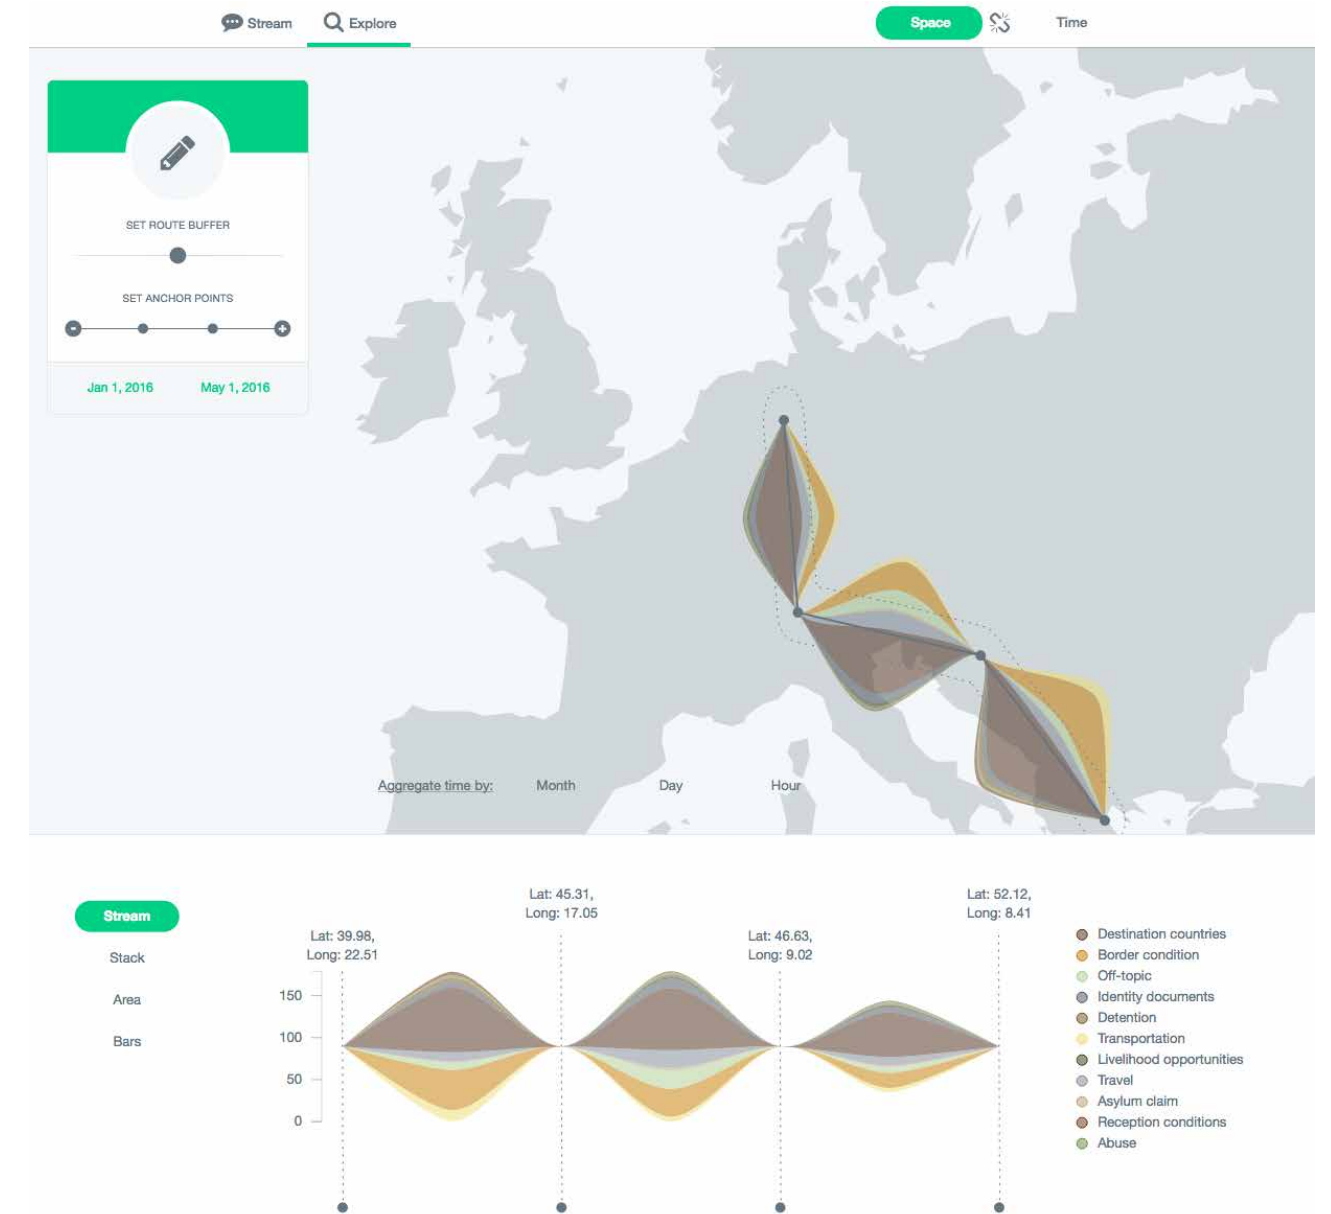 Stream
Explore
Space
Time
SET ROUTE BUFFER
SET ANCHOR POINTS
Jan 1, 2016
May 1, 2016
Aggregate time by:
Month
Day
Hour
Stream
Stack
Area
Bars
Lat: 39.98,
Long: 22.51
Lat: 45.31,
Long: 17.05
Lat: 46.63,
Long: 9.02
Lat: 52.12,
Long: 8.41
150
100
50
0
Destination countries
Border condition
Off-topic
Identity documents
Detention
Transportation
Livelihood opportunities
Travel
Asylum claim
Reception conditions
Abuse